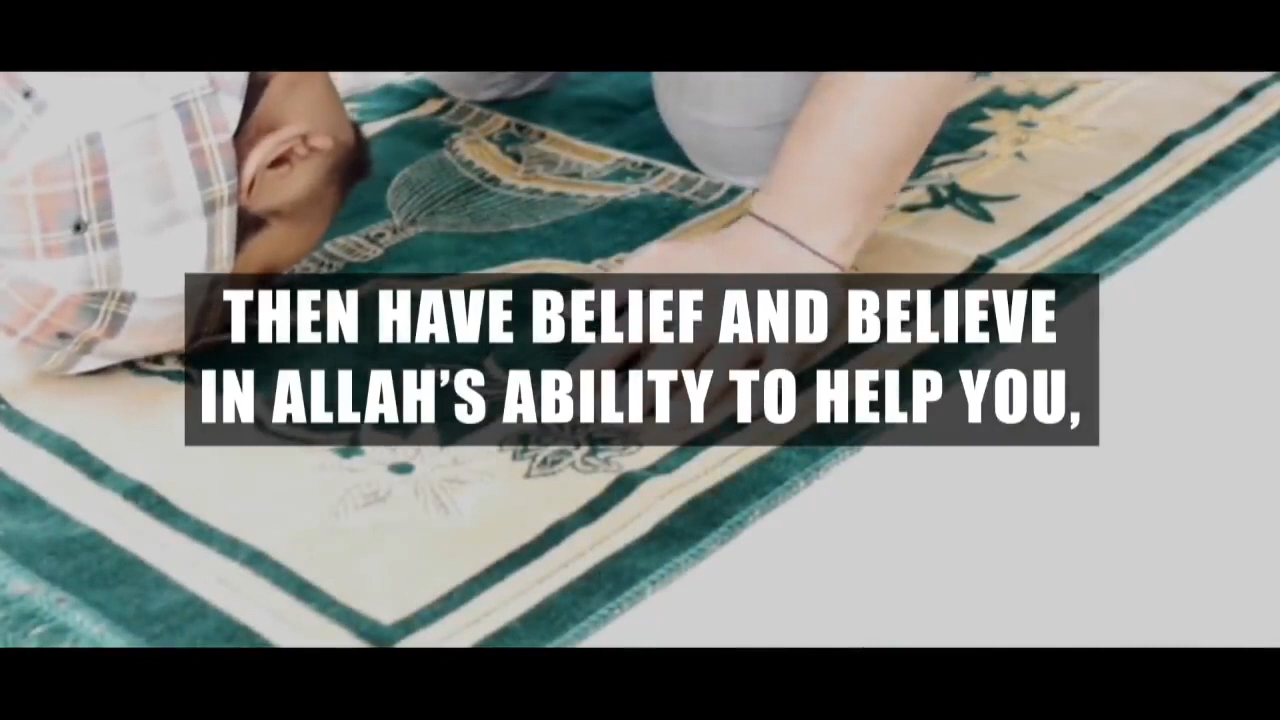 THEN HAVE BELIEF AND BELIEVE
IN ALLAH’S ABILITY TO HELP YOU,